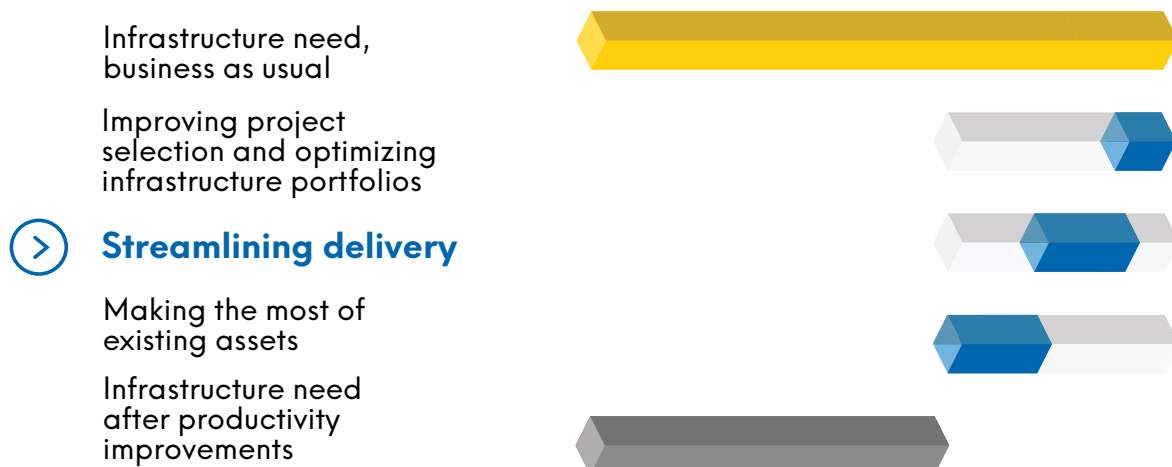 Infrastructure need,
business as usual
Improving project
selection and optimizing
infrastructure portfolios
Streamlining delivery
Making the most of
existing assets
Infrastructure need
after productivity
improvements